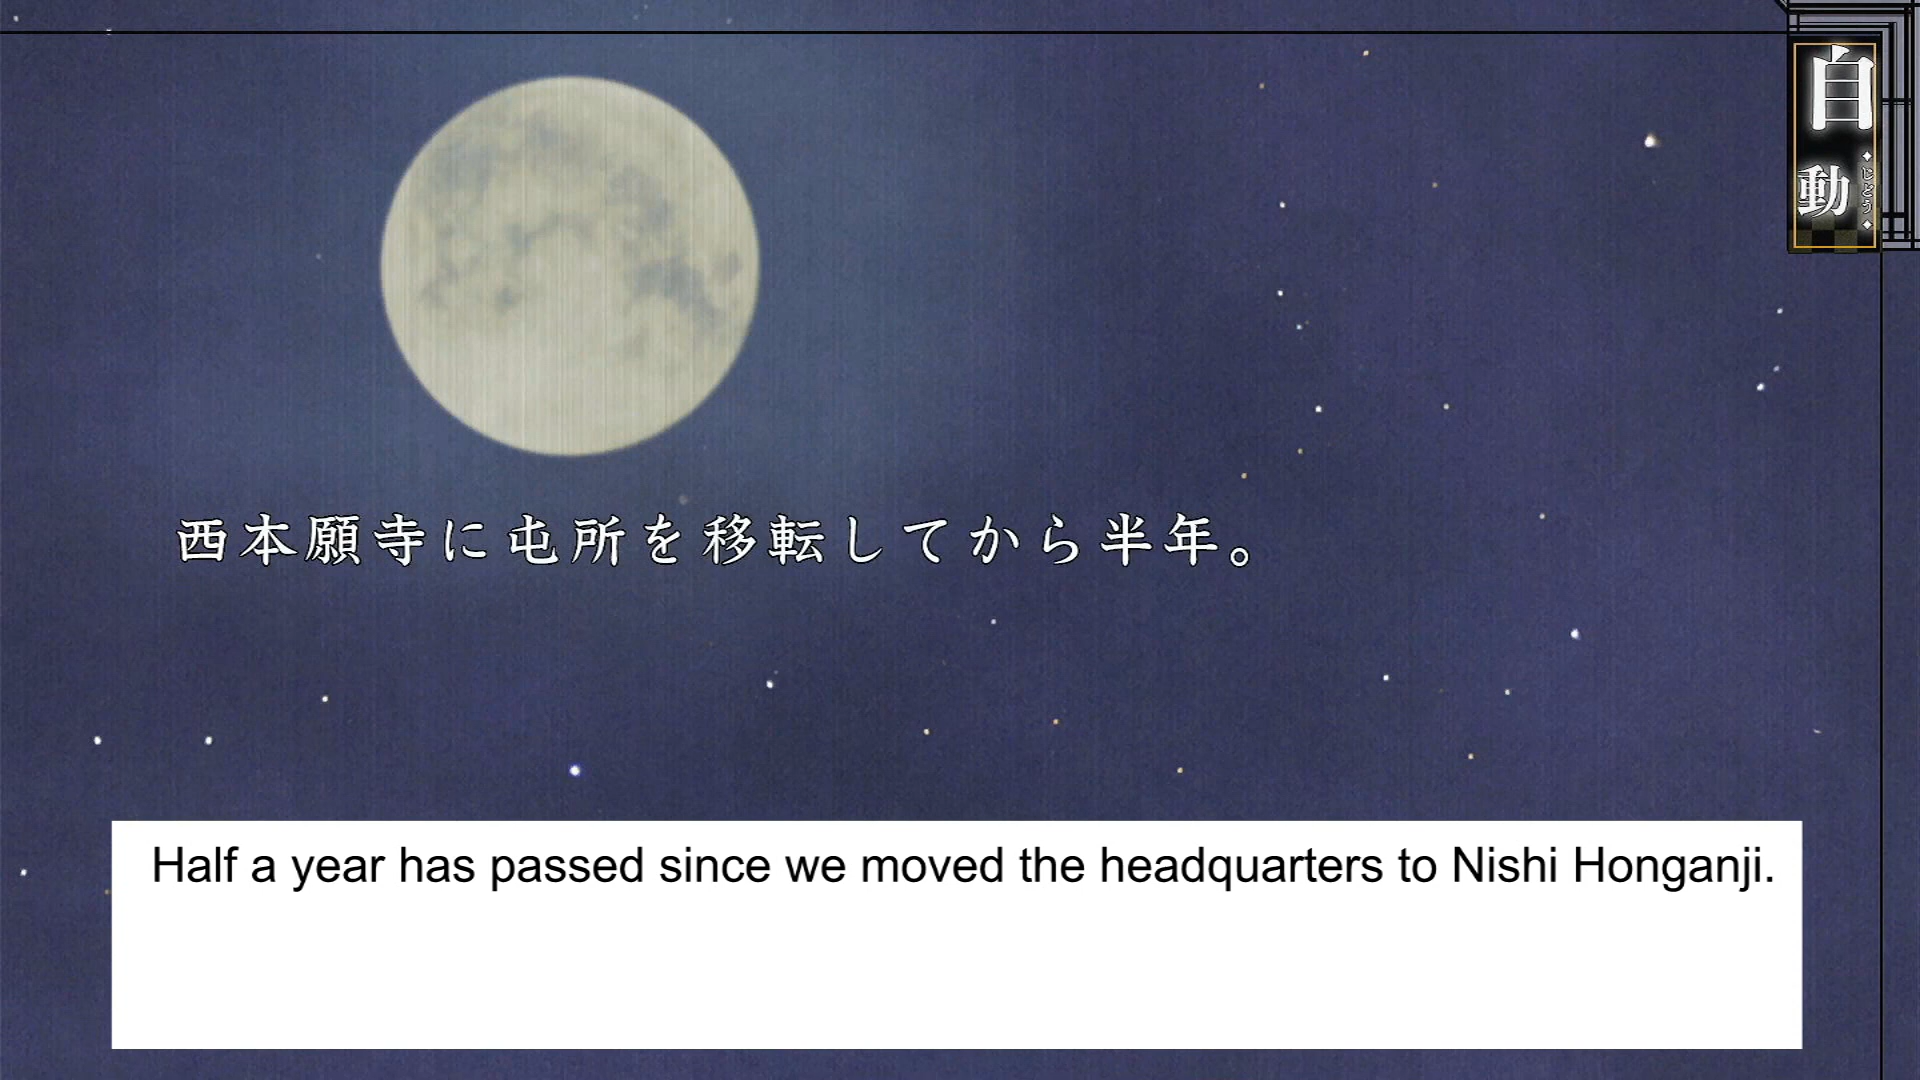 自動
じどう
西本願寺に屯所を移転してから半年。
Half a year has passed since we moved the headquarters to Nishi Honganji.